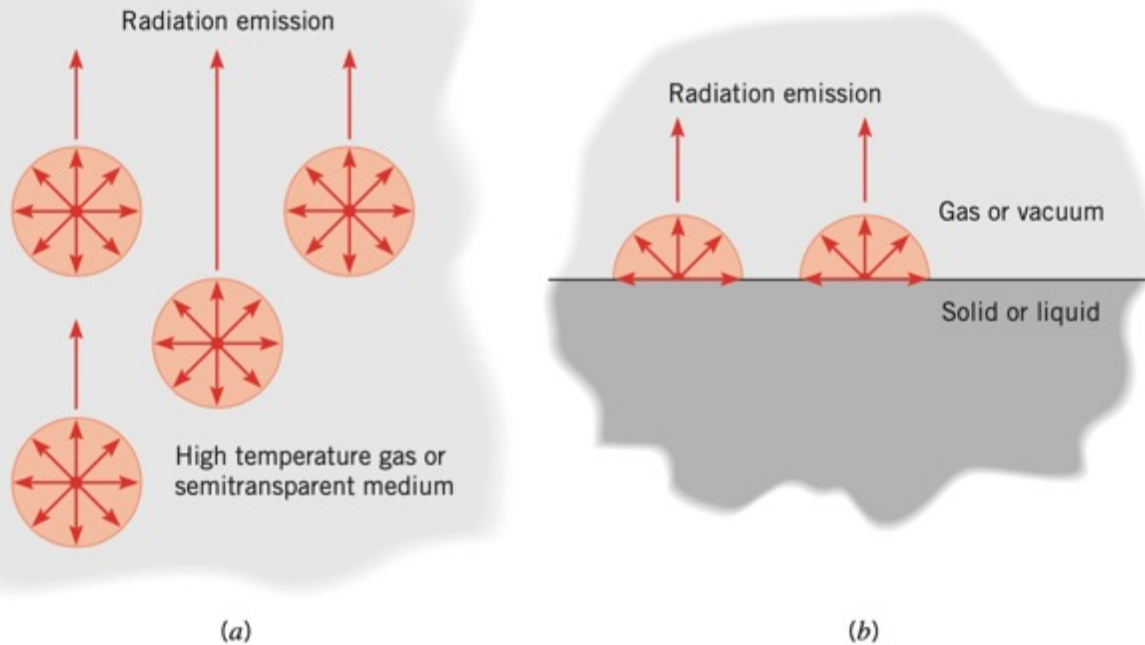 Radiation emission
High temperature gas or
semitransparent medium
(a)
Radiation emission
Gas or vacuum
Solid or liquid
(b)